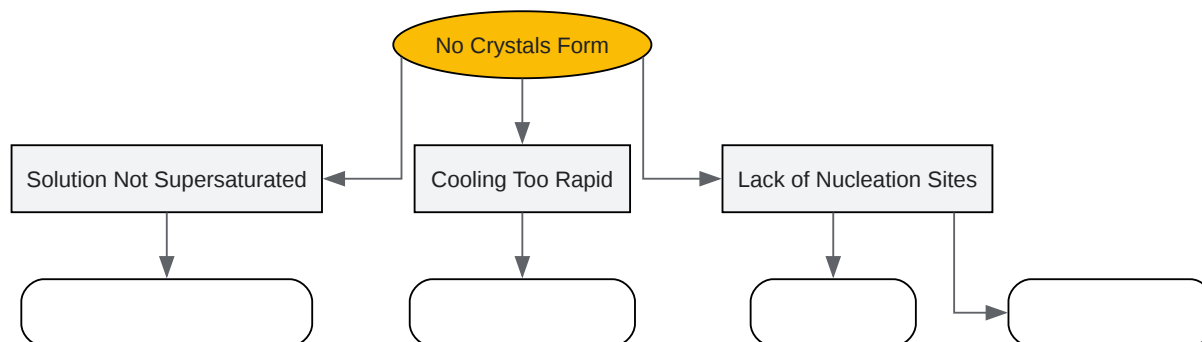 No Crystals Form
Solution Not Supersaturated
Cooling Too Rapid
Lack of Nucleation Sites